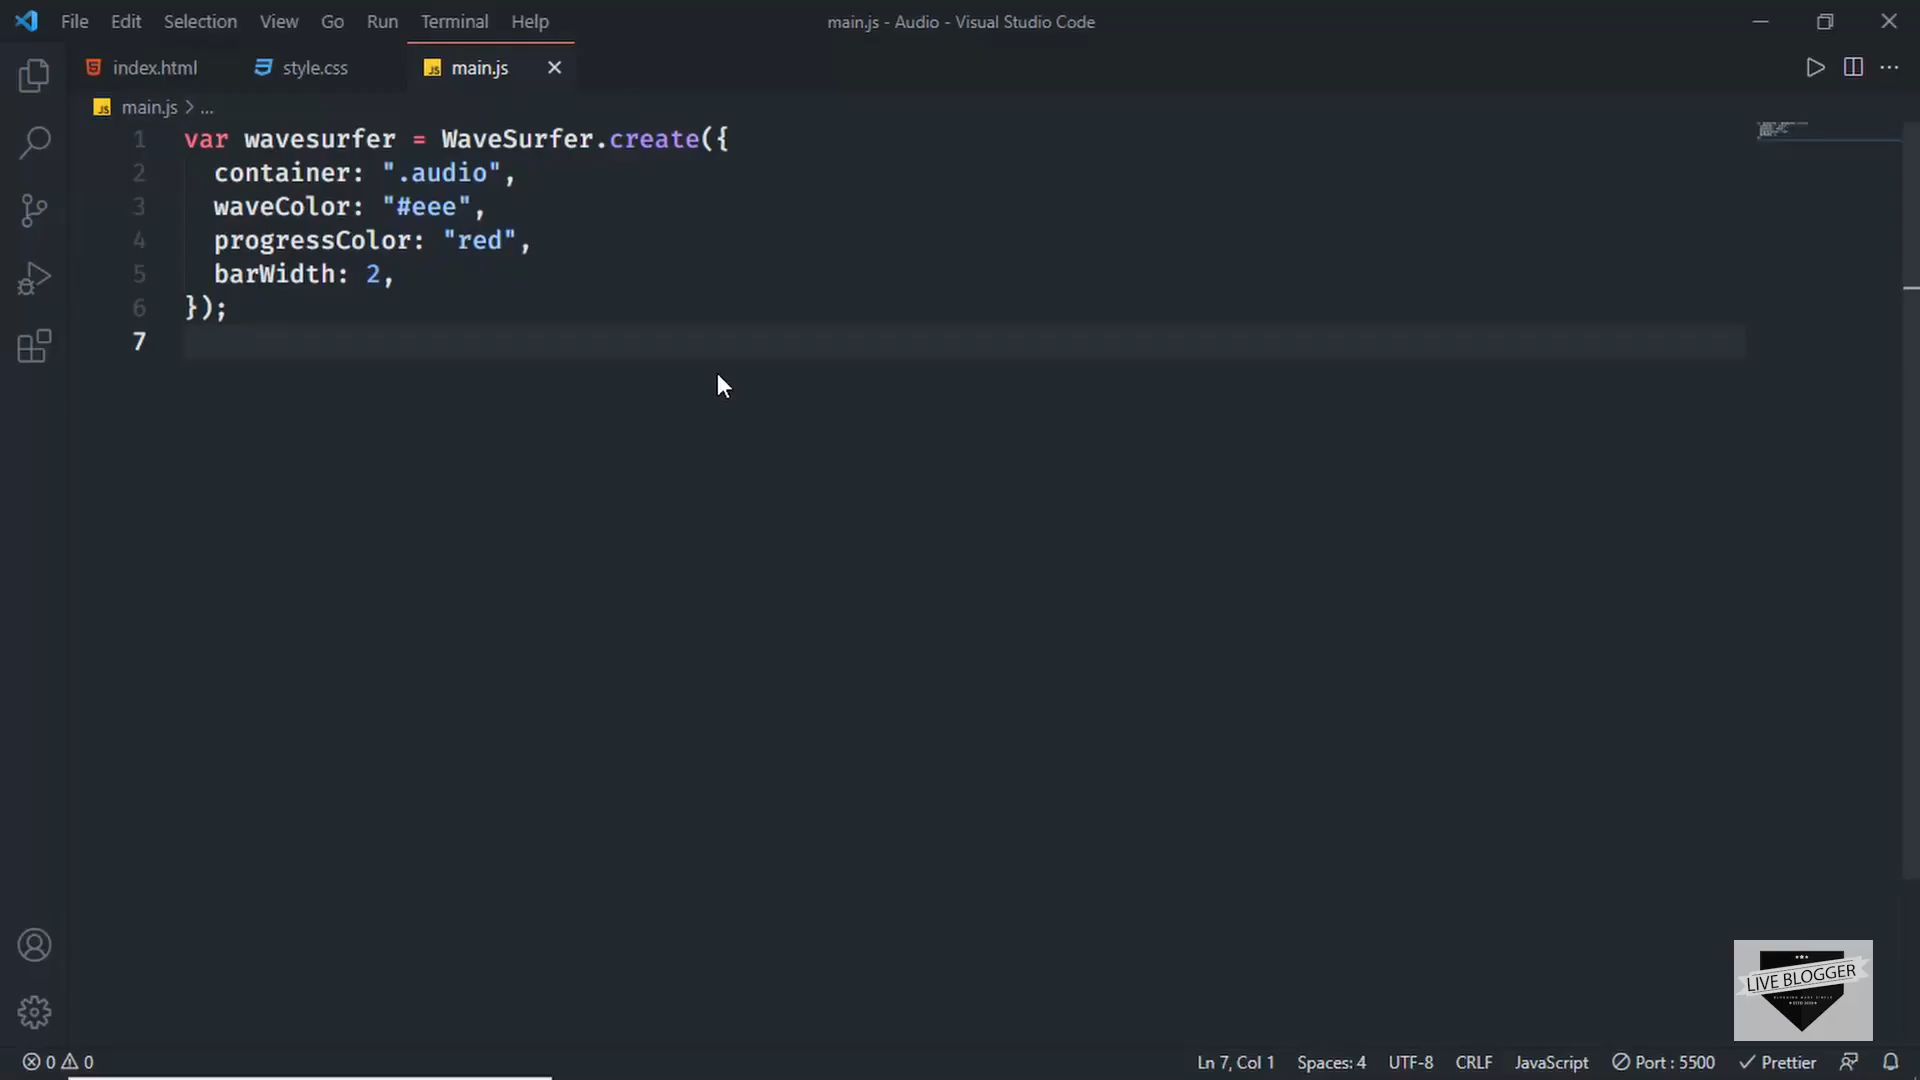 File Edit Selection View Go Run Terminal Help main.js - Audio - Visual Studio Code
index.html style.css JS main.js
JS main.js > ...
1 var wavesurfer = WaveSurfer.create({
2 container: ".audio",
3 waveColor: "#eee",
4 progressColor: "red",
5 barWidth: 2,
6 });
7
LIVE BLOGGER
0 0 Ln 7, Col 1 Spaces: 4 UTF-8 CRLF JavaScript Port : 5500 Prettier